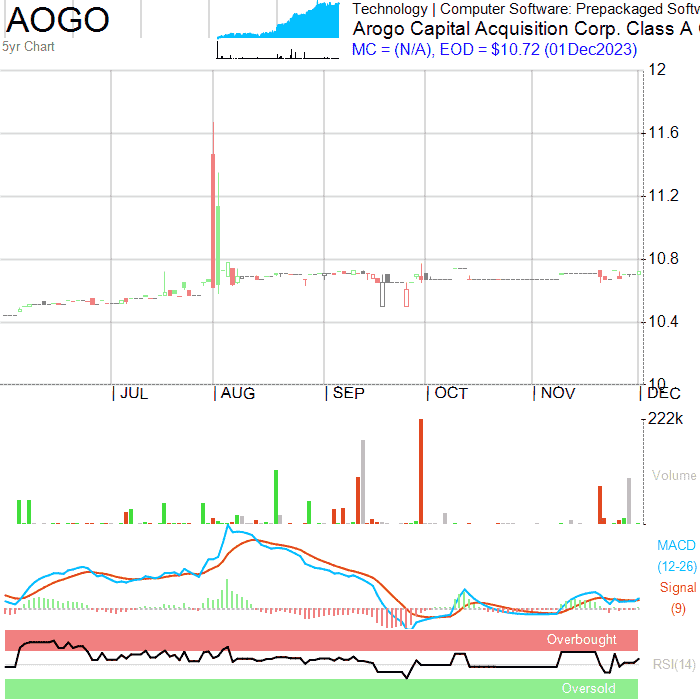 AOGO
5yr Chart
Technology | Computer Software: Prepackaged Softw
Arogo Capital Acquisition Corp. Class A
MC = (N/A), EOD = $10.72 (01Dec2023)
12
11.6
11.2
10.8
10.4
10
JUL AUG SEP OCT NOV DEC
222k
Volume
MACD
(12-26)
Signal
(9)
Overbought
RSI(14)
Oversold